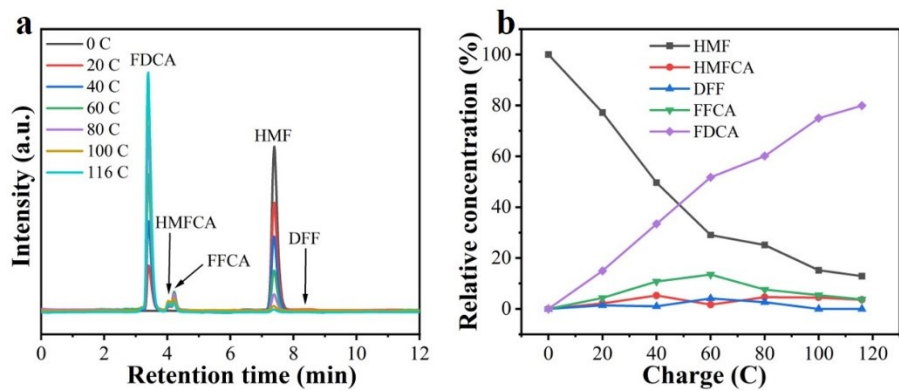 a
0 C
20 C
40 C
60 C
80 C
100 C
116 C
FDCA
HMFCA
FFCA
HMF
DFF
Intensity (a.u.)
0 2 4 6 8 10 12
Retention time (min)
b
HMF
HMFCA
DFF
FFCA
FDCA
Relative concentration (%)
100
80
60
40
20
0
0 20 40 60 80 100 120
Charge (C)